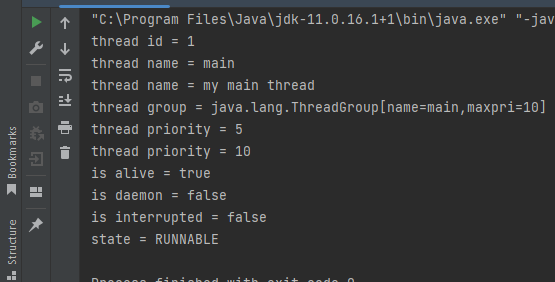 "C:\Program Files\Java\jdk-11.0.16.1+1\bin\java.exe" "-jav
thread id = 1
thread name = main
thread name = my main thread
thread group = java.lang.ThreadGroup[name=main,maxpri=10]
thread priority = 5
thread priority = 10
is alive = true
is daemon = false
is interrupted = false
state = RUNNABLE
Process finished with exit code 0
Bookmarks
Structure